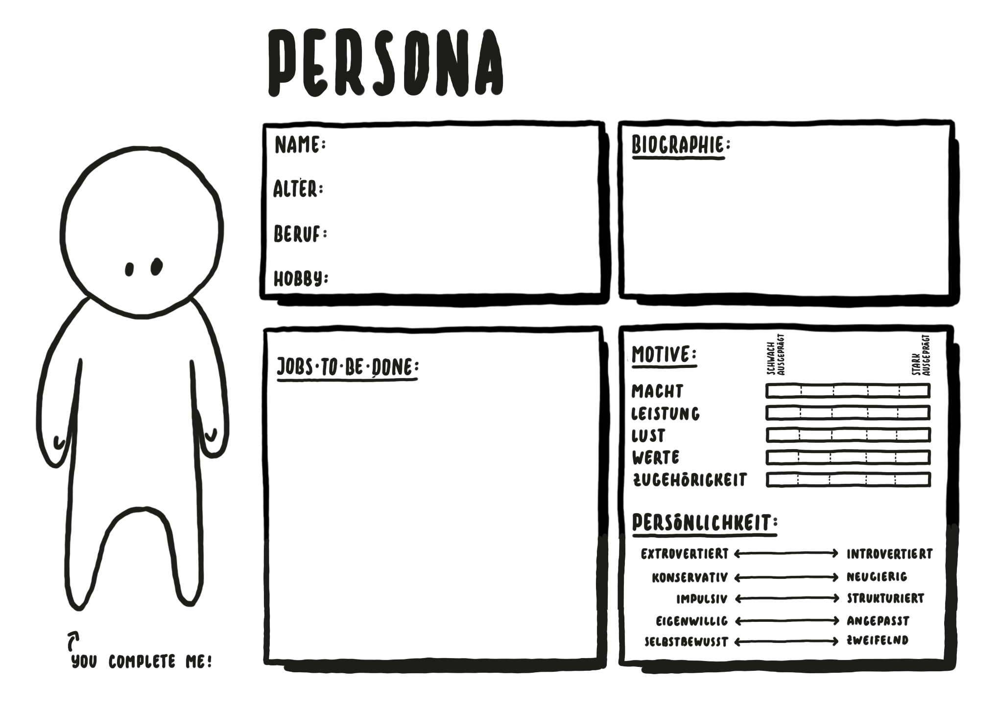 PERSONA
NAME:
ALTER:
BERUF:
HOBBY:
BIOGRAPHIE:
JOBS·TO·BE·DONE:
MOTIVE:
SCHWACH
AUSGEPRÄGT
STARK
AUSGEPRÄGT
MACHT
LEISTUNG
LUST
WERTE
ZUGEHÖRIGKEIT
PERSÖNLICHKEIT:
EXTROVERTIERT INTROVERTIERT
KONSERVATIV NEUGIERIG
IMPULSIV STRUKTURIERT
EIGENWILLIG ANGEPASST
SELBSTBEWUSST ZWEIFELND
YOU COMPLETE ME!